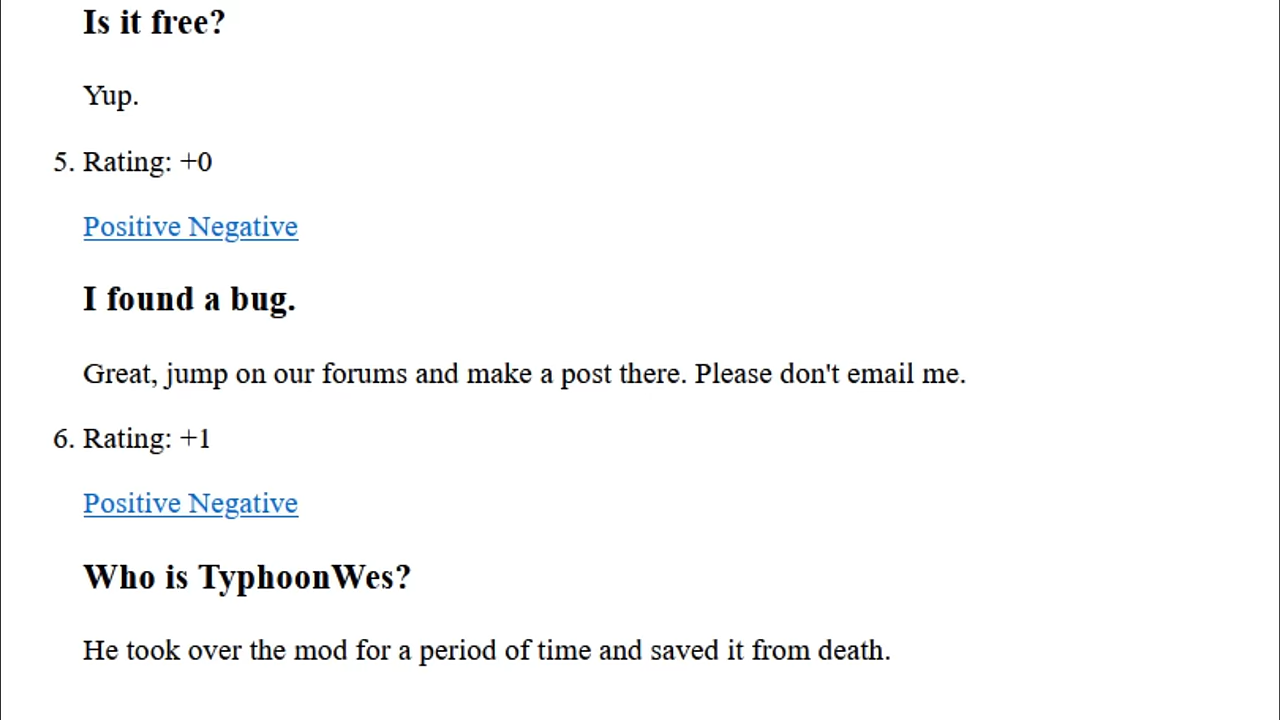 Is it free?
Yup.
5. Rating: +0
Positive Negative
I found a bug.
Great, jump on our forums and make a post there. Please don't email me.
6. Rating: +1
Positive Negative
Who is TyphoonWes?
He took over the mod for a period of time and saved it from death.